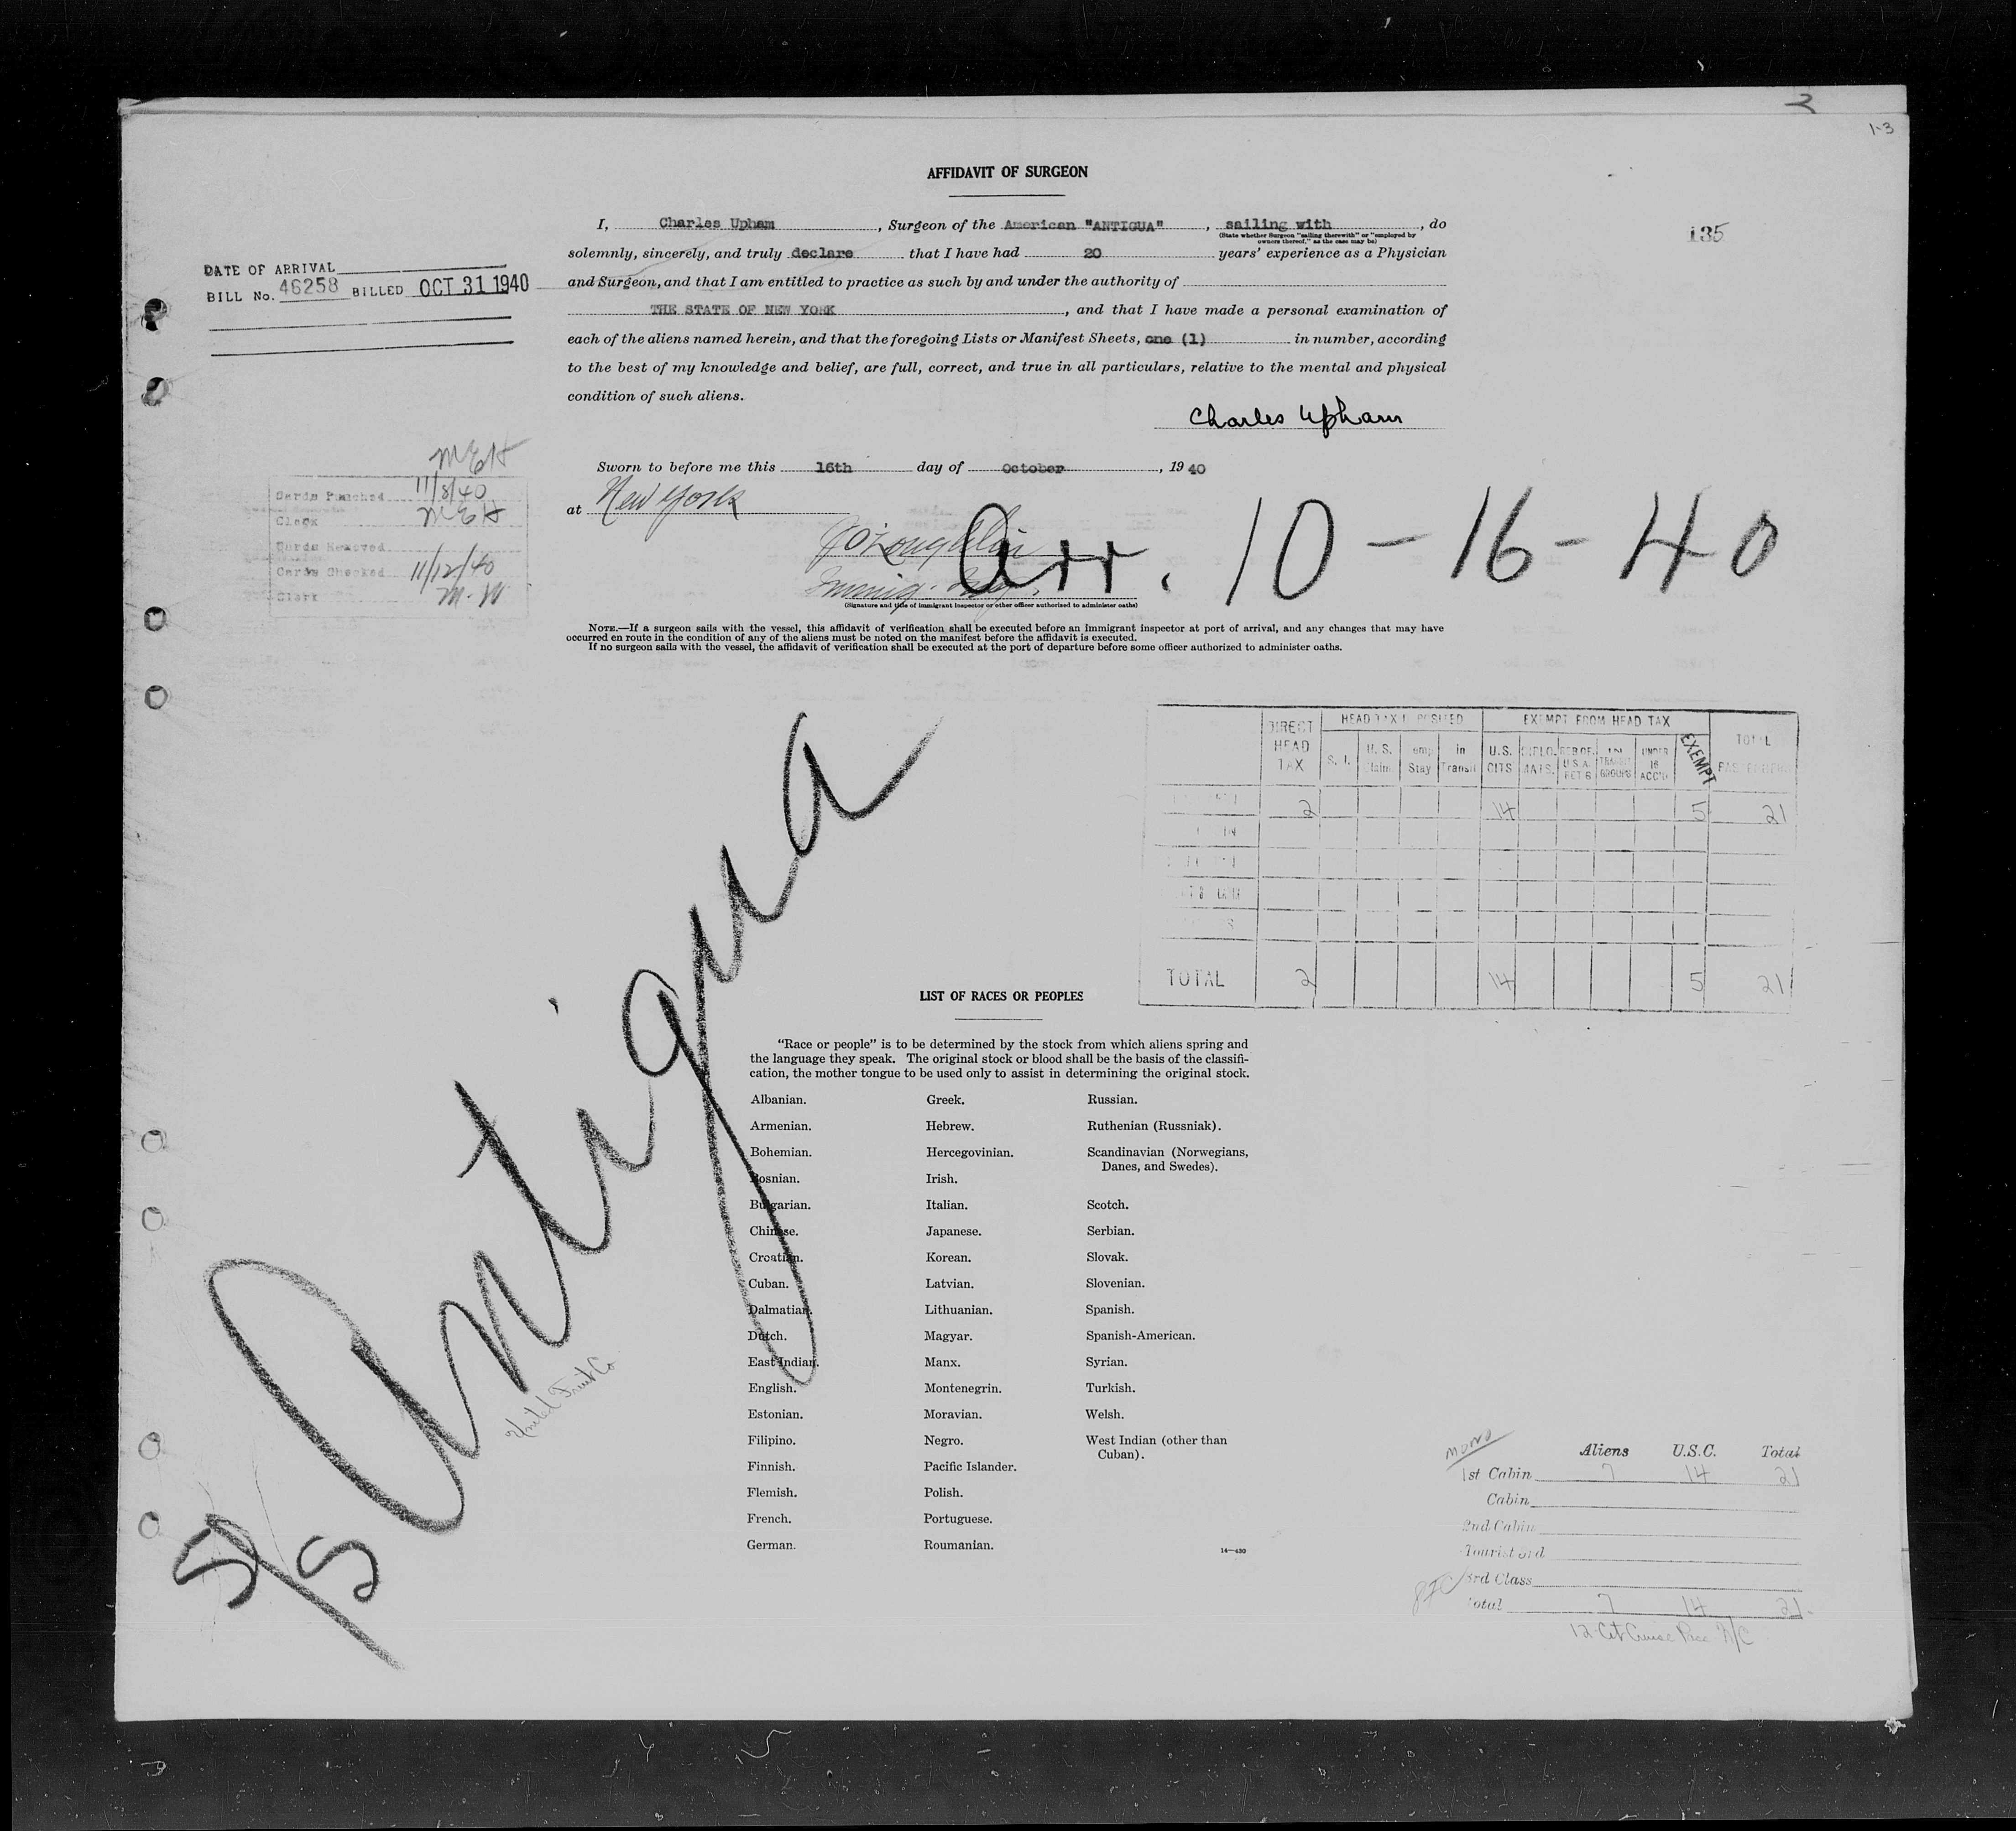 2
1-3
AFFIDAVIT OF SURGEON
135
I, Charles Upham, Surgeon of the American "ANTIGUA", sailing with, do
(State whether Surgeon "sailing therewith" or "employed by
owners thereof," as the case may be)
solemnly, sincerely, and truly declare that I have had 20 years' experience as a Physician
and Surgeon, and that I am entitled to practice as such by and under the authority of
THE STATE OF NEW YORK, and that I have made a personal examination of
each of the aliens named herein, and that the foregoing Lists or Manifest Sheets, one (1) in number, according
to the best of my knowledge and belief, are full, correct, and true in all particulars, relative to the mental and physical
condition of such aliens.
Charles Upham
DATE OF ARRIVAL
BILL No. 46258 BILLED OCT 31 1940
Sworn to before me this 16th day of October, 1940
at New York
Arr. 10-16-40
(Signature and title of immigrant inspector or other officer authorized to administer oaths)
MEH
Cards Punched 11/8/40
Clerk MEH
Cards Removed
Cards Checked 11/12/40
Clerk M.W
NOTE.—If a surgeon sails with the vessel, this affidavit of verification shall be executed before an immigrant inspector at port of arrival, and any changes that may have
occurred en route in the condition of any of the aliens must be noted on the manifest before the affidavit is executed.
If no surgeon sails with the vessel, the affidavit of verification shall be executed at the port of departure before some officer authorized to administer oaths.
DIRECT HEAD TAX
EXEMPT FROM HEAD TAX
TOTAL
S. I. U. S. Claim Temp Stay in Transit U.S. CITS DIPLO. MATS. UNDER 16 ACC'D EXEMPT
2 14 5 21
TOTAL 2 14 5 21
SS Antigua
United Fruit Co
LIST OF RACES OR PEOPLES
"Race or people" is to be determined by the stock from which aliens spring and
the language they speak. The original stock or blood shall be the basis of the classifi-
cation, the mother tongue to be used only to assist in determining the original stock.
Albanian. Greek. Russian.
Armenian. Hebrew. Ruthenian (Russniak).
Bohemian. Hercegovinian. Scandinavian (Norwegians,
Danes, and Swedes).
Bosnian. Irish.
Bulgarian. Italian. Scotch.
Chinese. Japanese. Serbian.
Croatian. Korean. Slovak.
Cuban. Latvian. Slovenian.
Dalmatian. Lithuanian. Spanish.
Dutch. Magyar. Spanish-American.
East Indian. Manx. Syrian.
English. Montenegrin. Turkish.
Estonian. Moravian. Welsh.
Filipino. Negro. West Indian (other than
Cuban).
Finnish. Pacific Islander.
Flemish. Polish.
French. Portuguese.
German. Roumanian.
14—430
Aliens U.S.C. Total
1st Cabin 7 14 21
Cabin
2nd Cabin
Tourist 3rd
3rd Class
Total 7 14 21